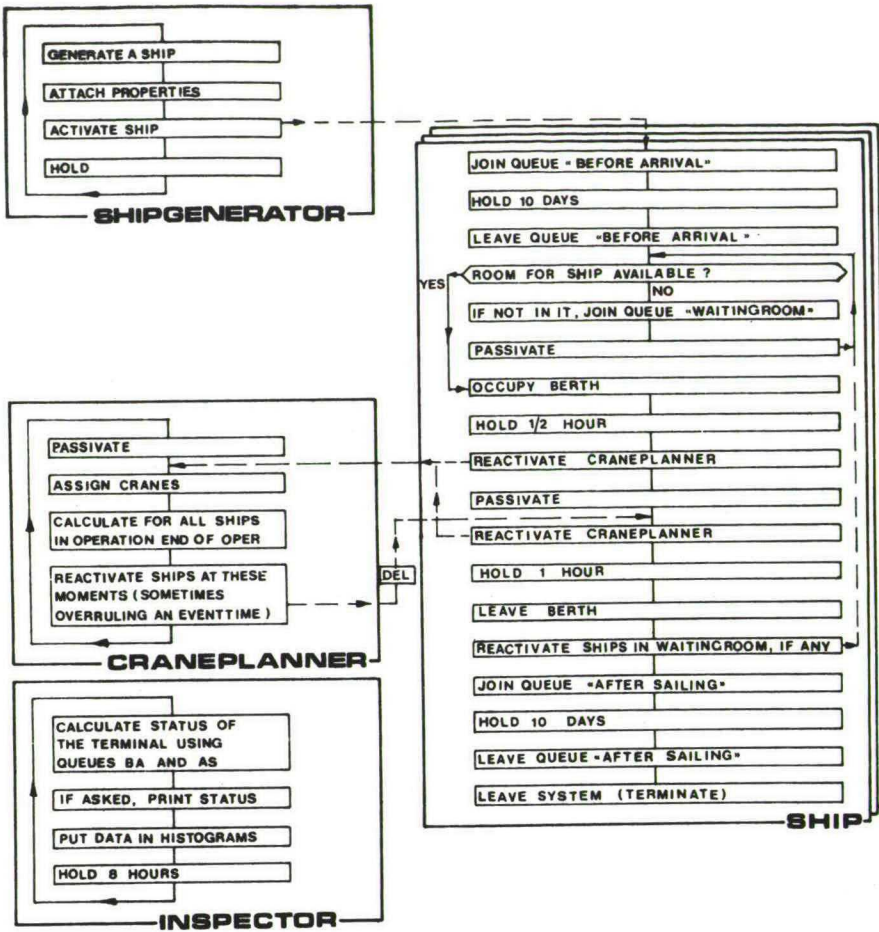 GENERATE A SHIP
ATTACH PROPERTIES
ACTIVATE SHIP
HOLD
SHIPGENERATOR
JOIN QUEUE "BEFORE ARRIVAL"
HOLD 10 DAYS
LEAVE QUEUE "BEFORE ARRIVAL"
ROOM FOR SHIP AVAILABLE ?
YES
NO
IF NOT IN IT, JOIN QUEUE "WAITINGROOM"
PASSIVATE
OCCUPY BERTH
HOLD 1/2 HOUR
REACTIVATE CRANEPLANNER
PASSIVATE
REACTIVATE CRANEPLANNER
HOLD 1 HOUR
LEAVE BERTH
REACTIVATE SHIPS IN WAITINGROOM, IF ANY
JOIN QUEUE "AFTER SAILING"
HOLD 10 DAYS
LEAVE QUEUE "AFTER SAILING"
LEAVE SYSTEM (TERMINATE)
SHIP
PASSIVATE
ASSIGN CRANES
CALCULATE FOR ALL SHIPS
IN OPERATION END OF OPER
REACTIVATE SHIPS AT THESE
MOMENTS (SOMETIMES
OVERRULING AN EVENTTIME)
DEL
CRANEPLANNER
CALCULATE STATUS OF
THE TERMINAL USING
QUEUES BA AND AS
IF ASKED, PRINT STATUS
PUT DATA IN HISTOGRAMS
HOLD 8 HOURS
INSPECTOR